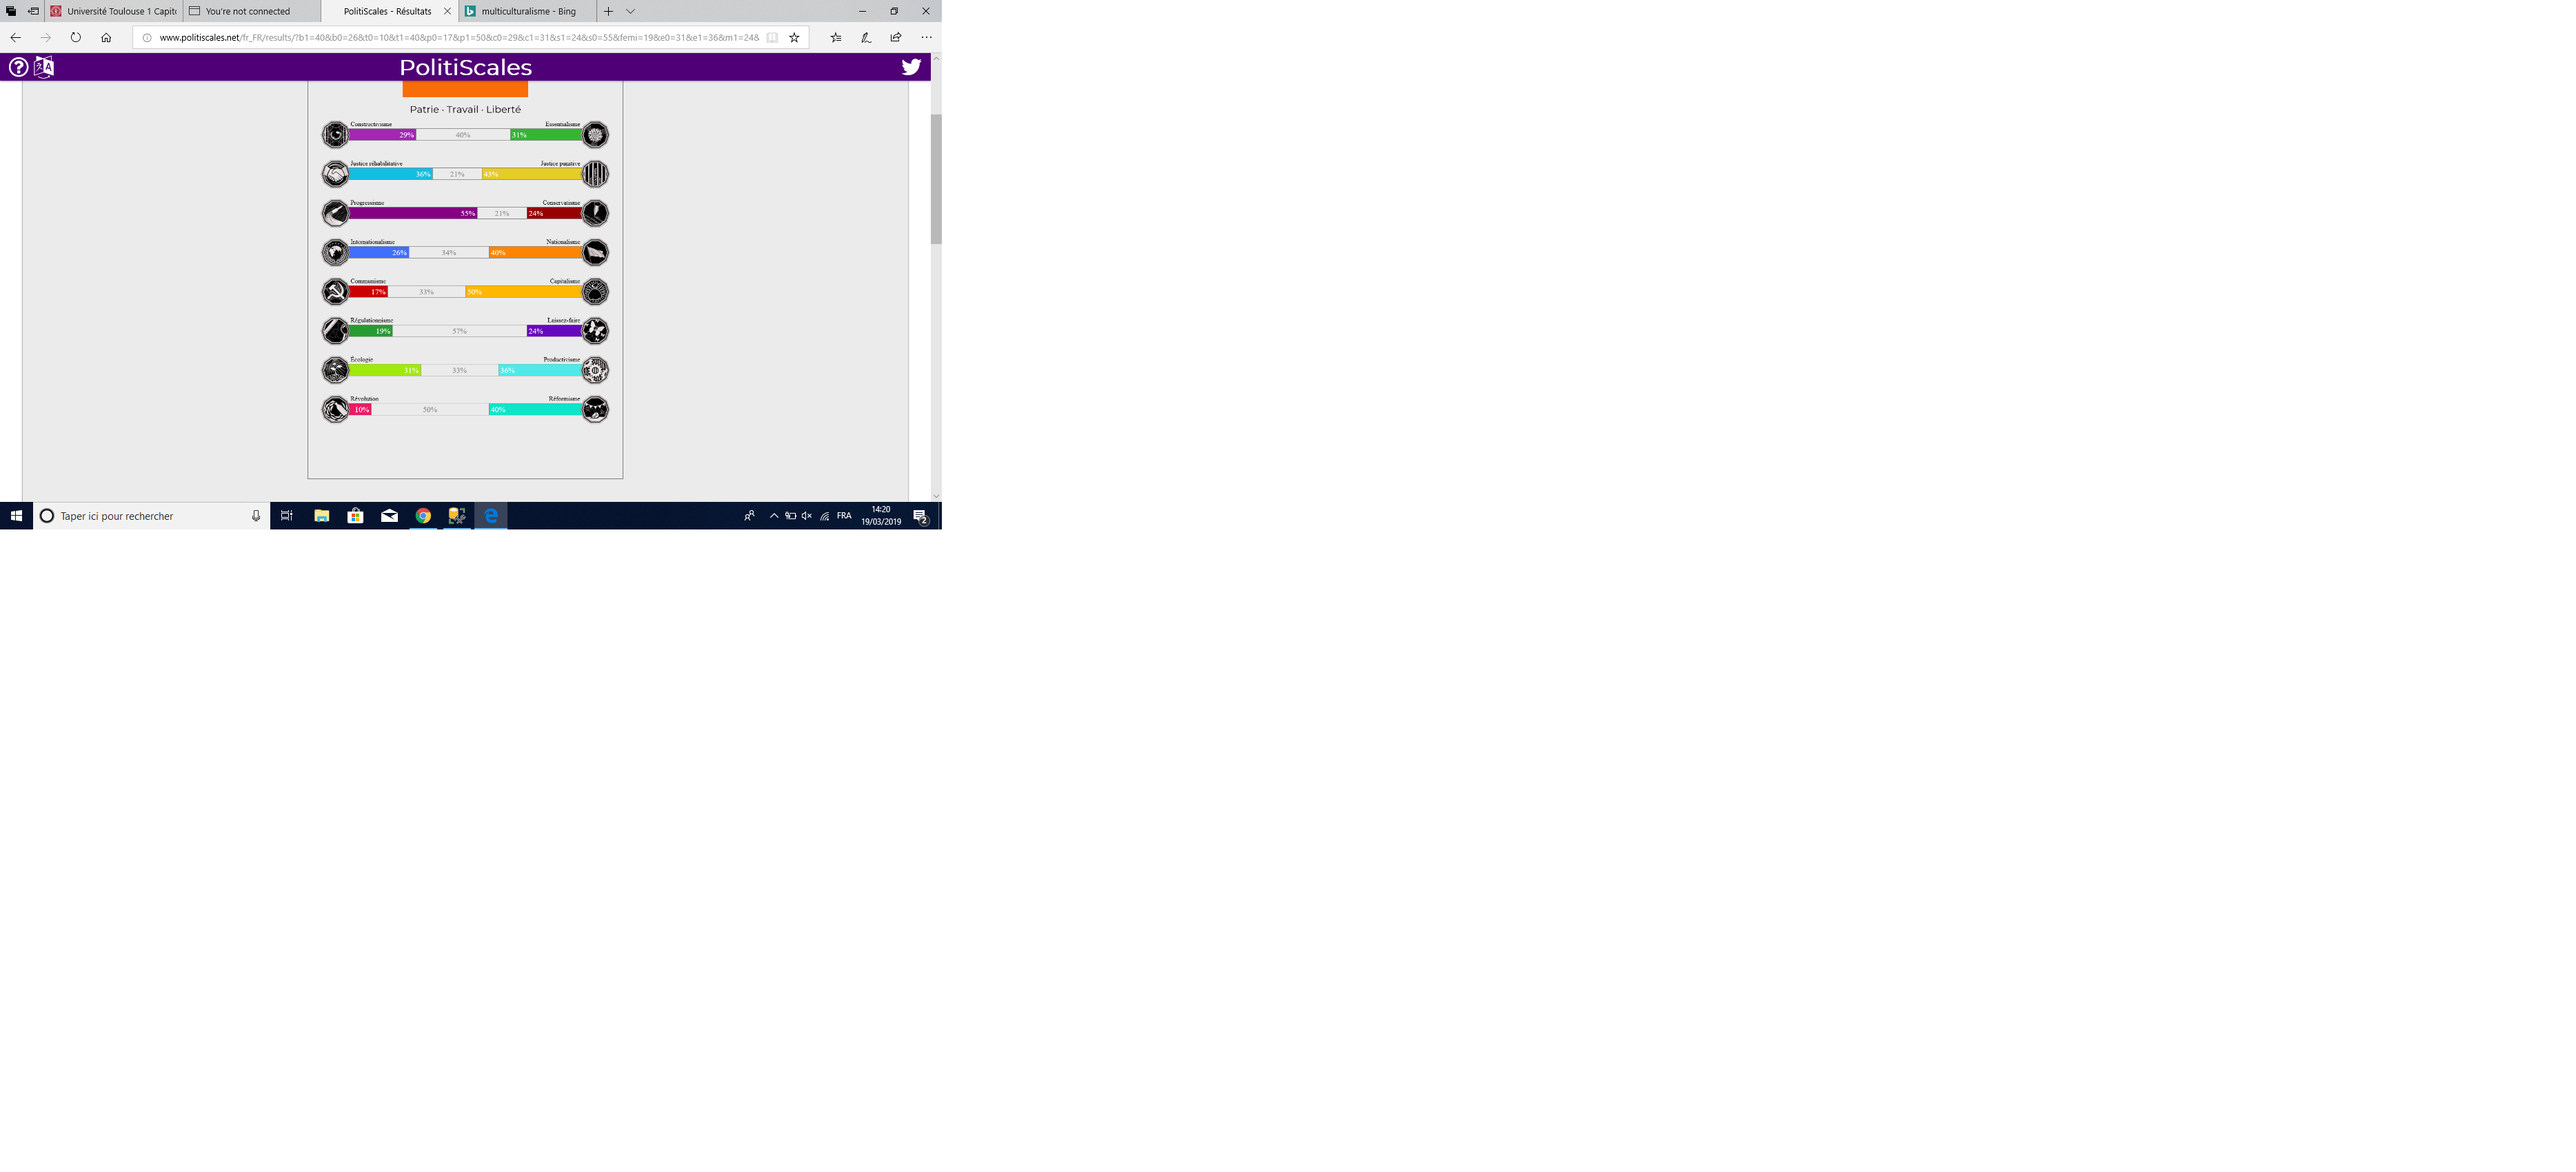 Université Toulouse 1 Capito
You're not connected
PolitiScales - Résultats
multiculturalisme - Bing
www.politiscales.net/fr_FR/results/?b1=40&b0=26&t0=10&t1=40&p0=17&p1=50&c0=29&c1=31&s1=24&s0=55&femi=19&e0=31&e1=36&m1=24&
PolitiScales
Patrie · Travail · Liberté
Constructivisme Essentialisme
29% 40% 31%
Justice réhabilitative Justice punitive
36% 21% 43%
Progressisme Conservatisme
55% 21% 24%
Internationalisme Nationalisme
26% 34% 40%
Communisme Capitalisme
17% 33% 50%
Régulationnisme Laissez-faire
19% 57% 24%
Écologie Productivisme
31% 33% 36%
Révolution Réformisme
10% 50% 40%
Taper ici pour rechercher
FRA
14:20
19/03/2019
2